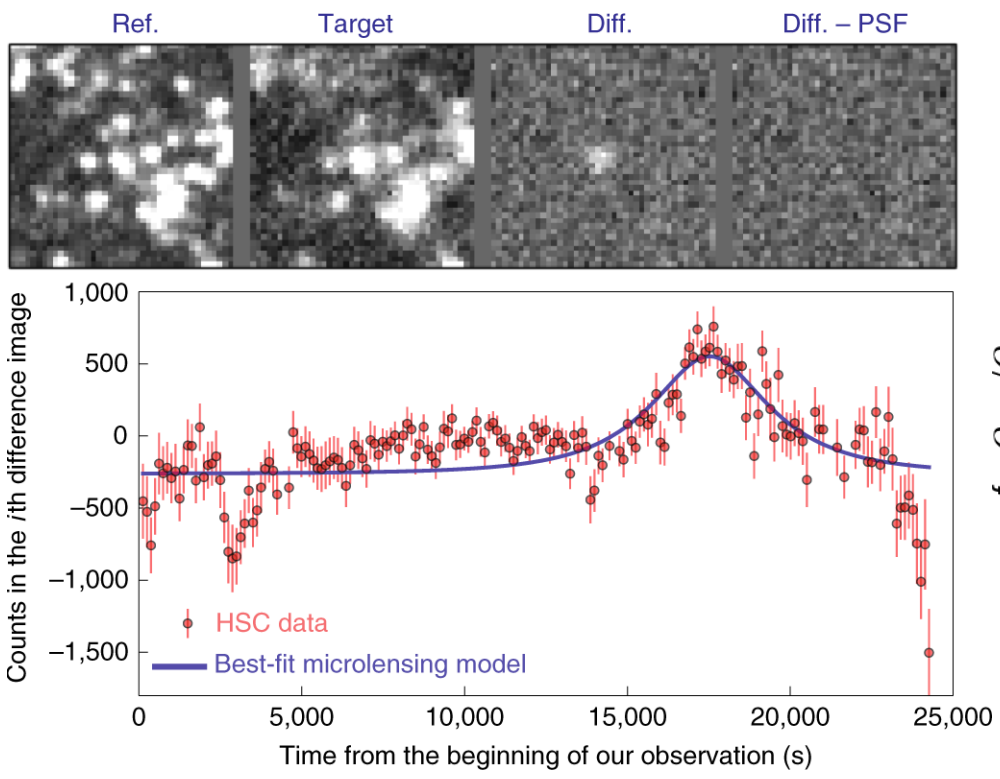 Ref. Target Diff. Diff. – PSF
Counts in the ith difference image
1,000
500
0
−500
−1,000
−1,500
HSC data
Best-fit microlensing model
0 5,000 10,000 15,000 20,000 25,000
Time from the beginning of our observation (s)